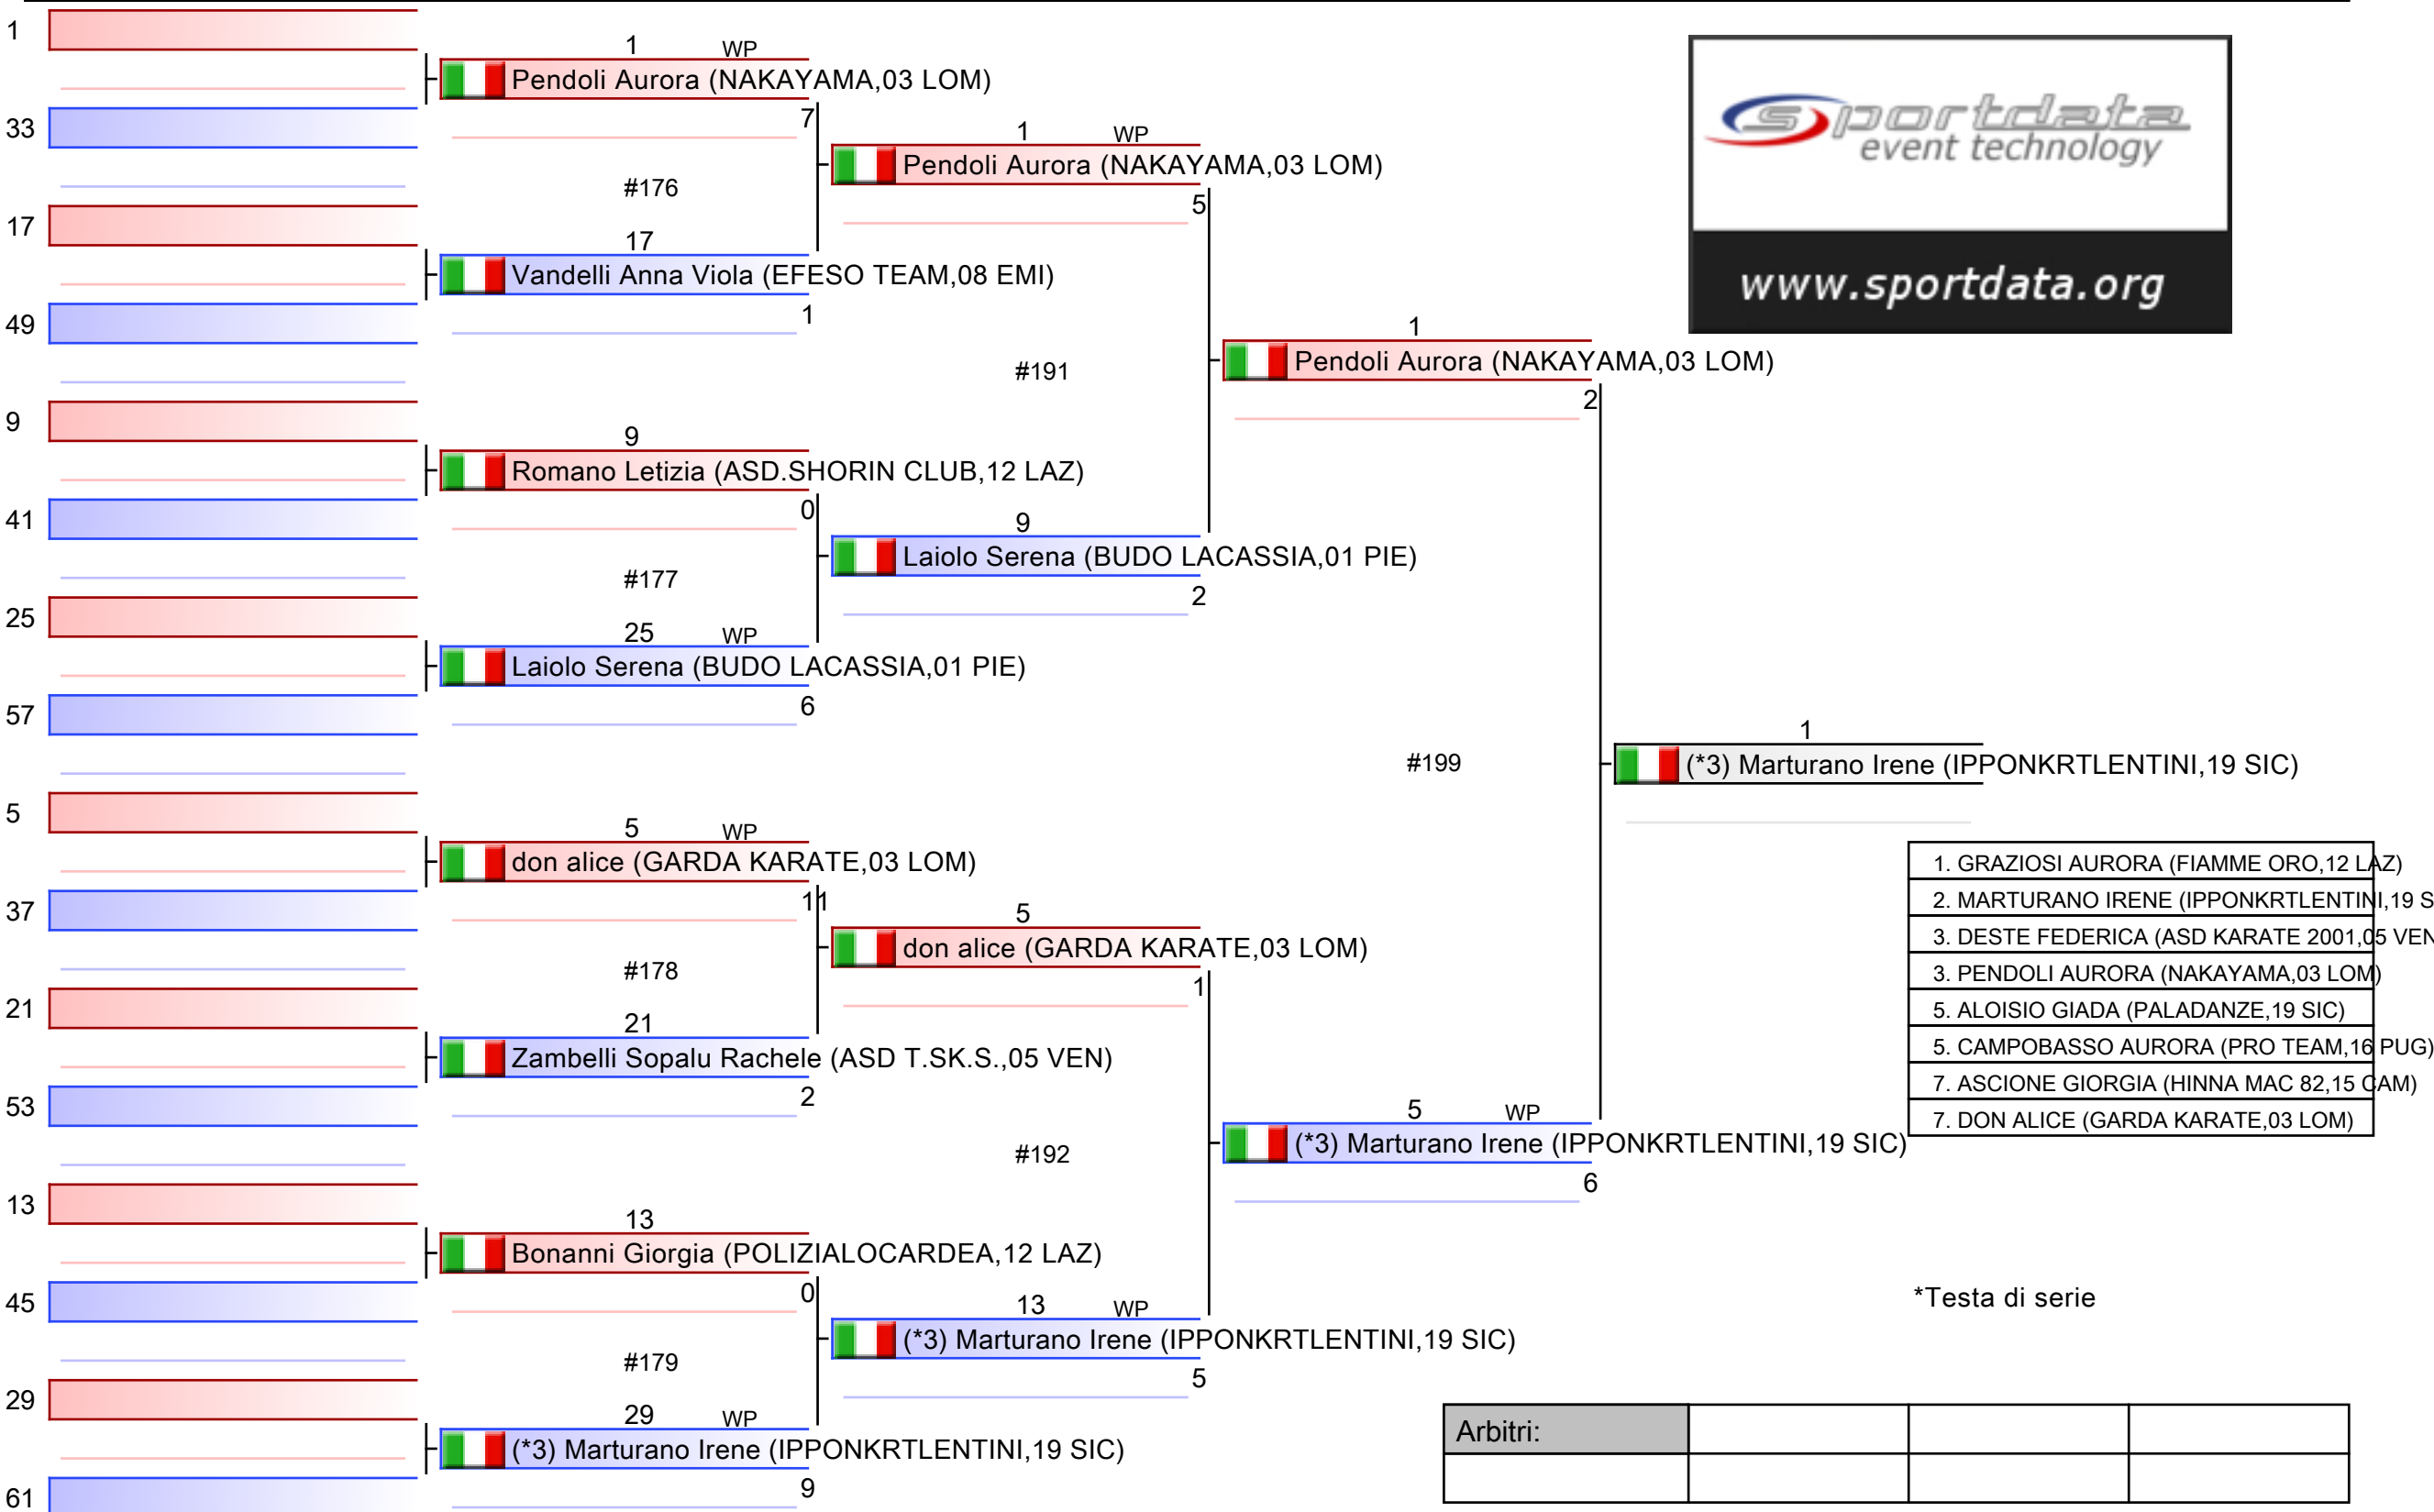 1
1 WP
Pendoli Aurora (NAKAYAMA,03 LOM)
7
33
1 WP
Pendoli Aurora (NAKAYAMA,03 LOM)
5
#176
17
17
Vandelli Anna Viola (EFESO TEAM,08 EMI)
1
49
sportdata
event technology
www.sportdata.org
#191
1
Pendoli Aurora (NAKAYAMA,03 LOM)
2
9
9
Romano Letizia (ASD.SHORIN CLUB,12 LAZ)
0
41
9
Laiolo Serena (BUDO LACASSIA,01 PIE)
2
#177
25
25 WP
Laiolo Serena (BUDO LACASSIA,01 PIE)
6
57
#199
1
(*3) Marturano Irene (IPPONKRTLENTINI,19 SIC)
5
5 WP
don alice (GARDA KARATE,03 LOM)
11
37
5
don alice (GARDA KARATE,03 LOM)
1
#178
21
21
Zambelli Sopalu Rachele (ASD T.SK.S.,05 VEN)
2
53
#192
5 WP
(*3) Marturano Irene (IPPONKRTLENTINI,19 SIC)
6
1. GRAZIOSI AURORA (FIAMME ORO,12 LAZ)
2. MARTURANO IRENE (IPPONKRTLENTINI,19 S
3. DESTE FEDERICA (ASD KARATE 2001,05 VEN
3. PENDOLI AURORA (NAKAYAMA,03 LOM)
5. ALOISIO GIADA (PALADANZE,19 SIC)
5. CAMPOBASSO AURORA (PRO TEAM,16 PUG)
7. ASCIONE GIORGIA (HINNA MAC 82,15 CAM)
7. DON ALICE (GARDA KARATE,03 LOM)
13
13
Bonanni Giorgia (POLIZIALOCARDEA,12 LAZ)
0
45
13 WP
(*3) Marturano Irene (IPPONKRTLENTINI,19 SIC)
5
*Testa di serie
#179
29
29 WP
(*3) Marturano Irene (IPPONKRTLENTINI,19 SIC)
9
61
Arbitri: